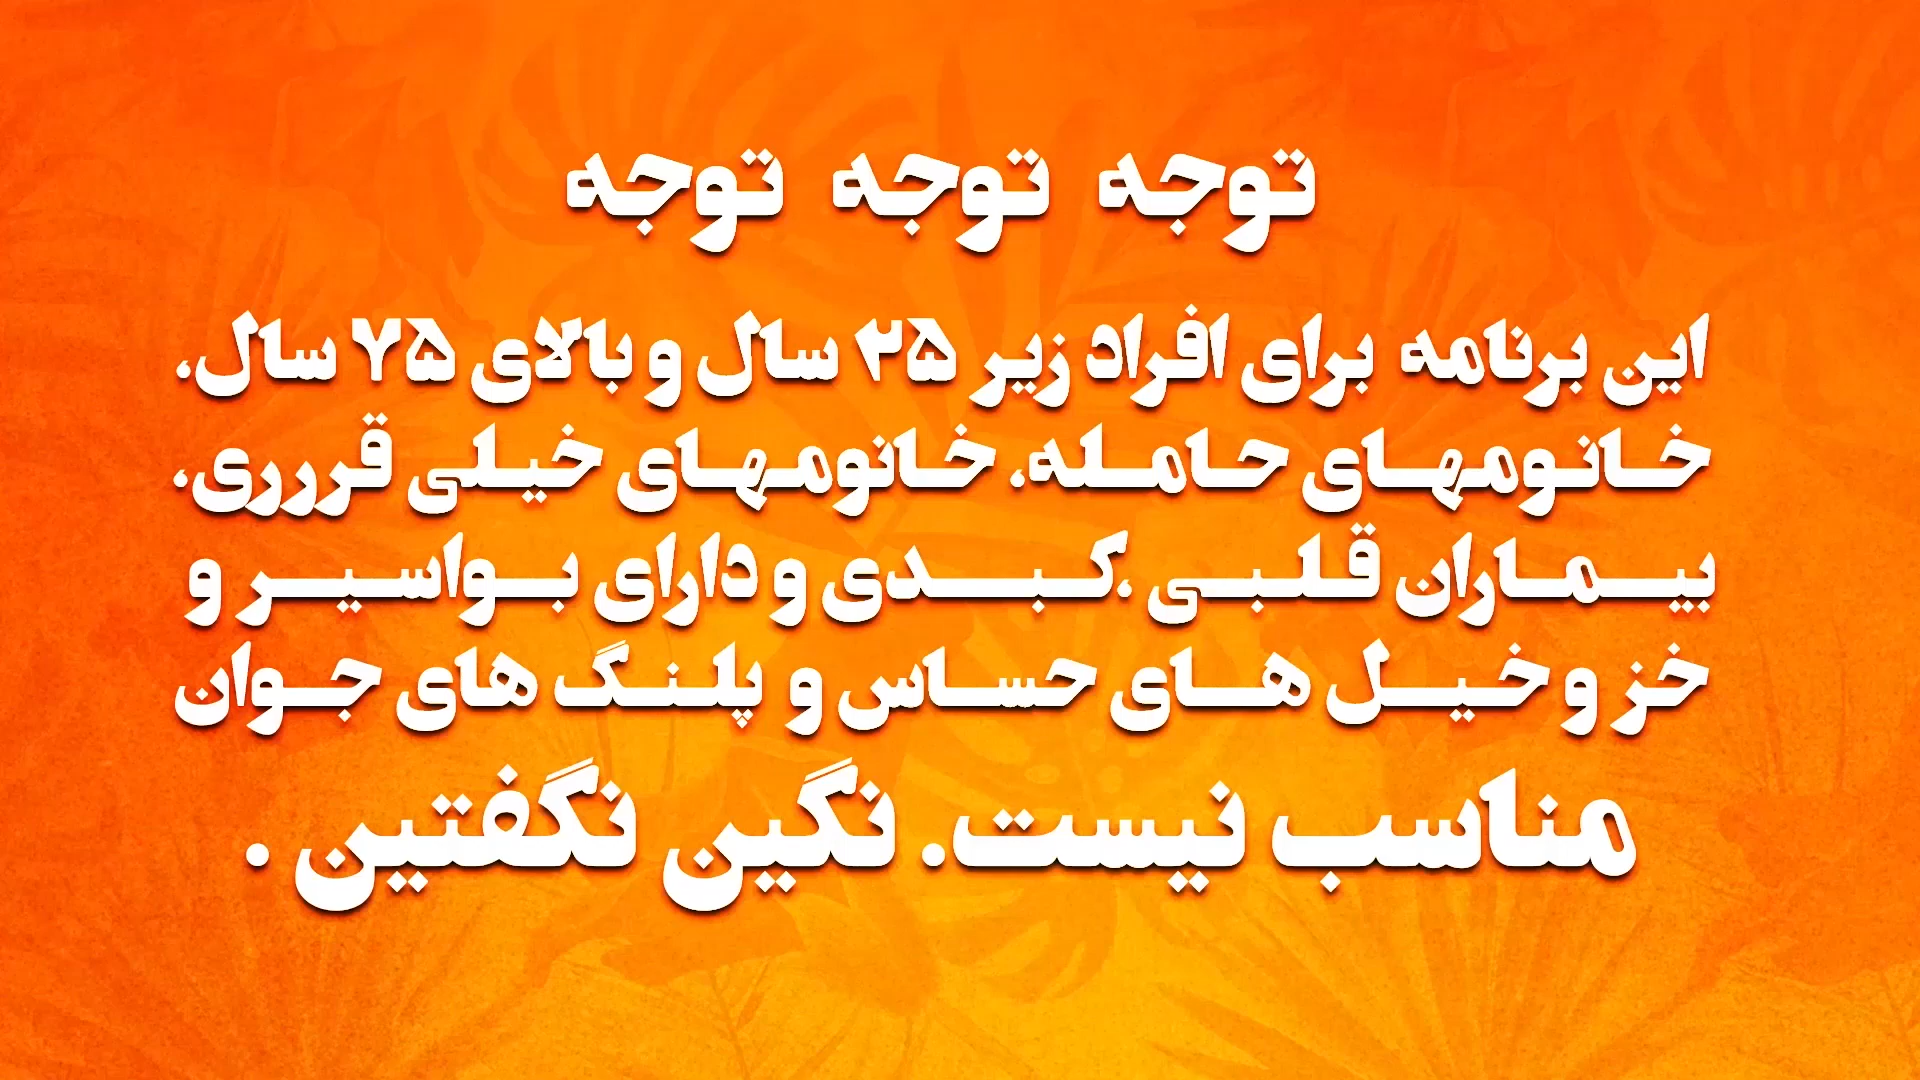 توجه توجه توجه
این برنامه برای افراد زیر ۲۵ سال و بالای ۷۵ سال،
خانومهای حامله، خانومهای خیلی قررری،
بیماران قلبی ،کبدی و دارای بواسیر و
خز و خیل های حساس و پلنگ های جوان
مناسب نیست. نگین نگفتین .